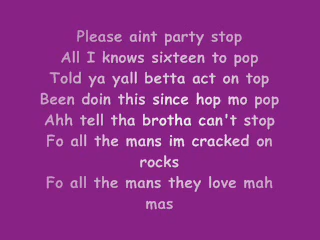 Please aint party stop
All I knows sixteen to pop
Told ya yall betta act on top
Been doin this since hop mo pop
Ahh tell tha brotha can't stop
Fo all the mans im cracked on
rocks
Fo all the mans they love mah
mas